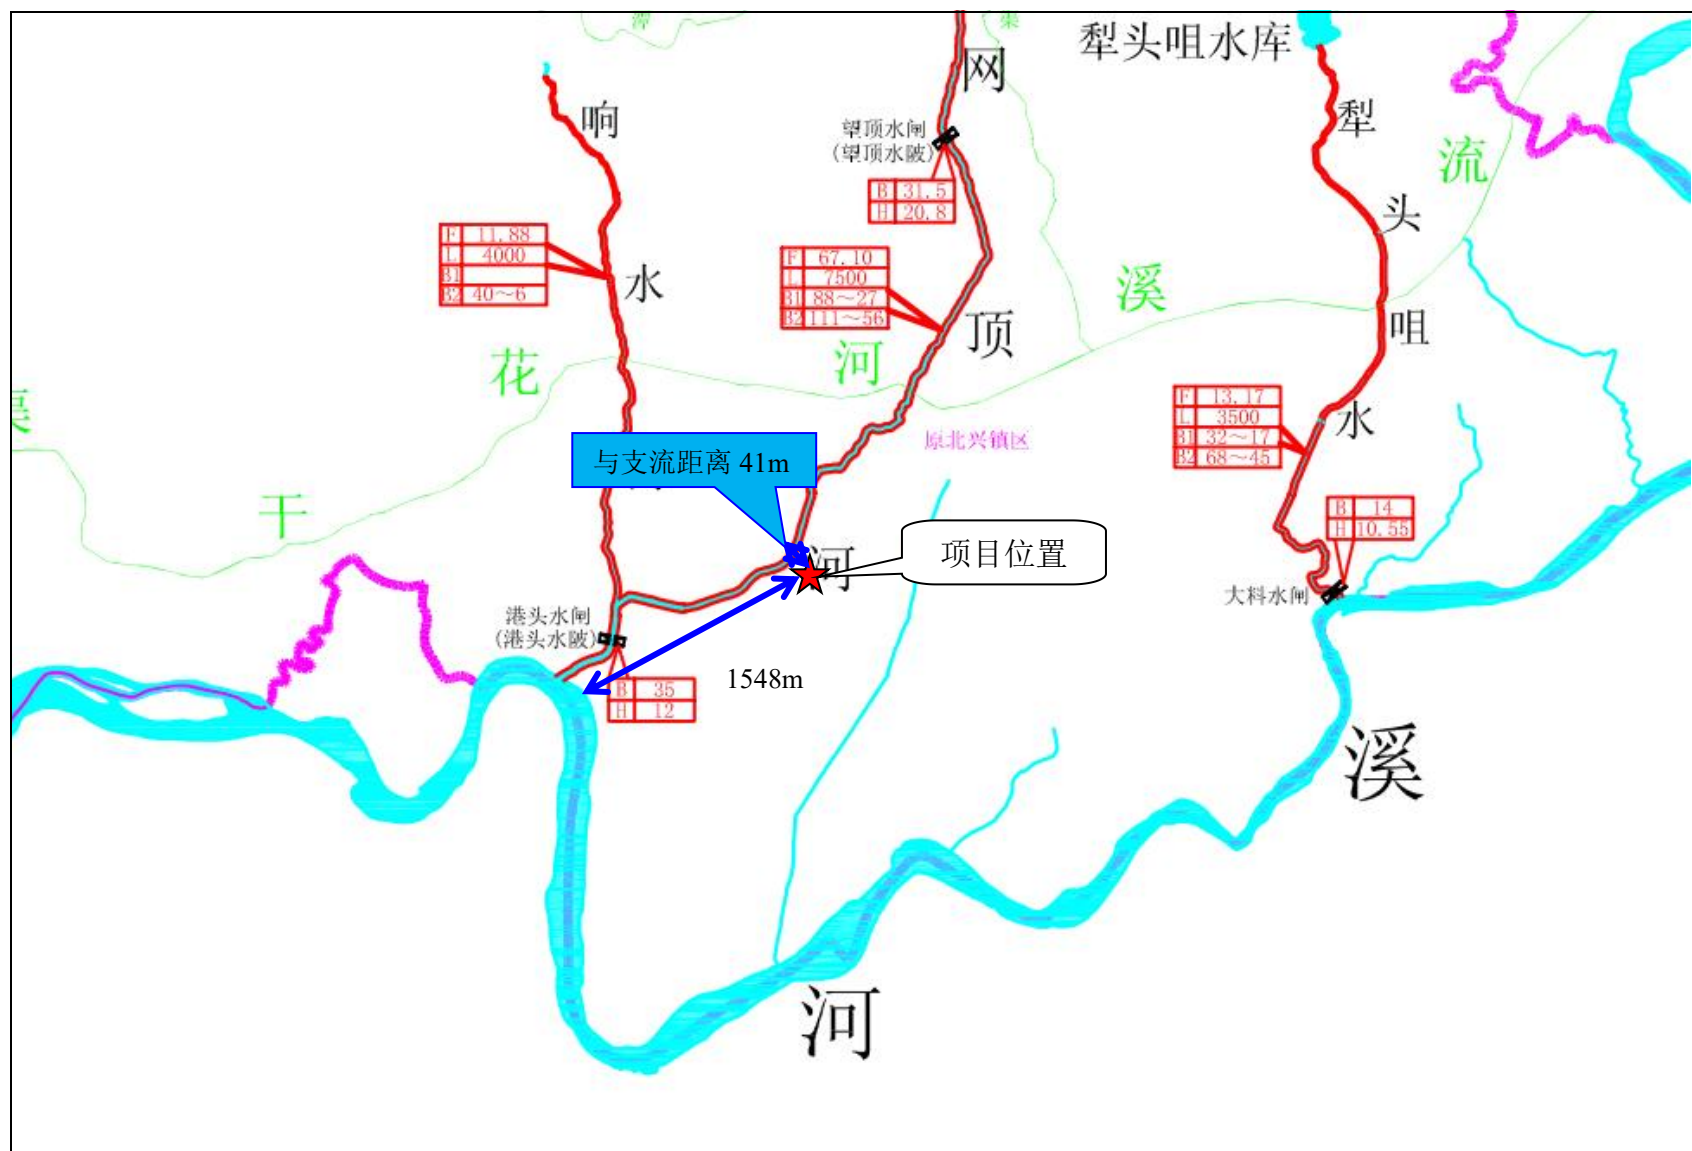 潭
渠
网
犁头咀水库
响
望顶水闸
(望顶水陂)
犁
流
B 31.5
H 20.8
头
F 11.88
L 4000
B1
B2 40～6
水
F 67.10
L 7500
B1 88～27
B2 111～56
溪
顶
咀
花
河
渠
F 13.17
L 3500
B1 32～17
B2 68～45
水
原北兴镇区
与支流距离 41m
干
B 14
H 10.55
河
项目位置
大料水闸
港头水闸
(港头水陂)
B 35
H 12
1548m
溪
河